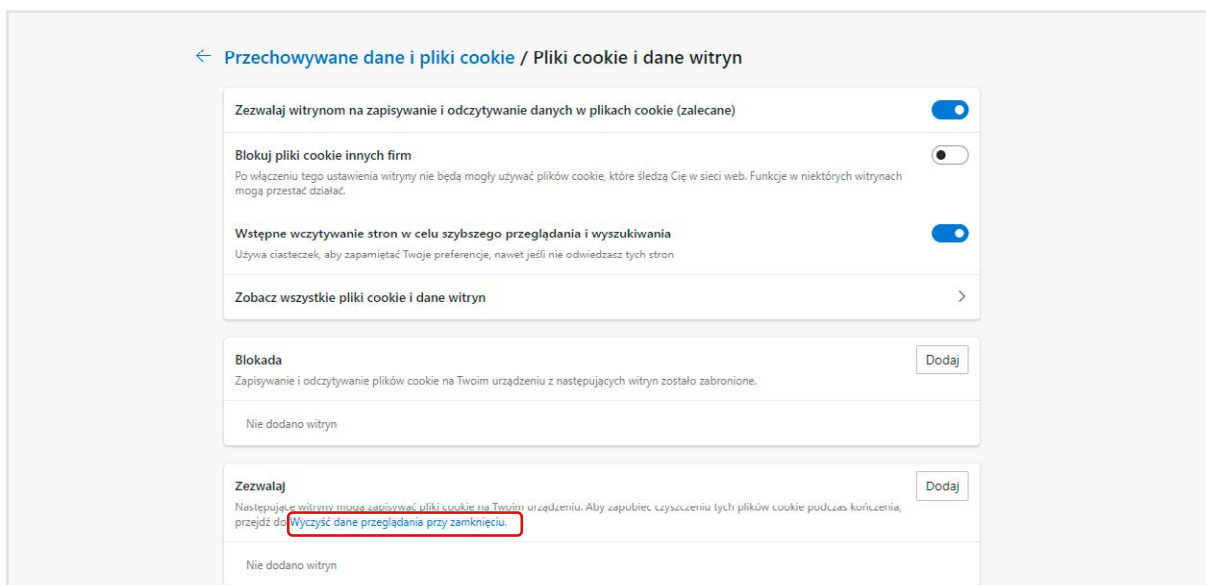 Przechowywane dane i pliki cookie / Pliki cookie i dane witryn
Zezwalaj witrynom na zapisywanie i odczytywanie danych w plikach cookie (zalecane)
Blokuj pliki cookie innych firm
Po włączeniu tego ustawienia witryny nie będą mogły używać plików cookie, które śledzą Cię w sieci web. Funkcje w niektórych witrynach
mogą przestać działać.
Wstępne wczytywanie stron w celu szybszego przeglądania i wyszukiwania
Używa ciasteczek, aby zapamiętać Twoje preferencje, nawet jeśli nie odwiedzasz tych stron
Zobacz wszystkie pliki cookie i dane witryn
Blokada
Dodaj
Zapisywanie i odczytywanie plików cookie na Twoim urządzeniu z następujących witryn zostało zabronione.
Nie dodano witryn
Zezwalaj
Dodaj
Następujące witryny mogą zapisywać pliki cookie na Twoim urządzeniu. Aby zapobiec czyszczeniu tych plików cookie podczas kończenia,
przejdź do Wyczyść dane przeglądania przy zamknięciu.
Nie dodano witryn